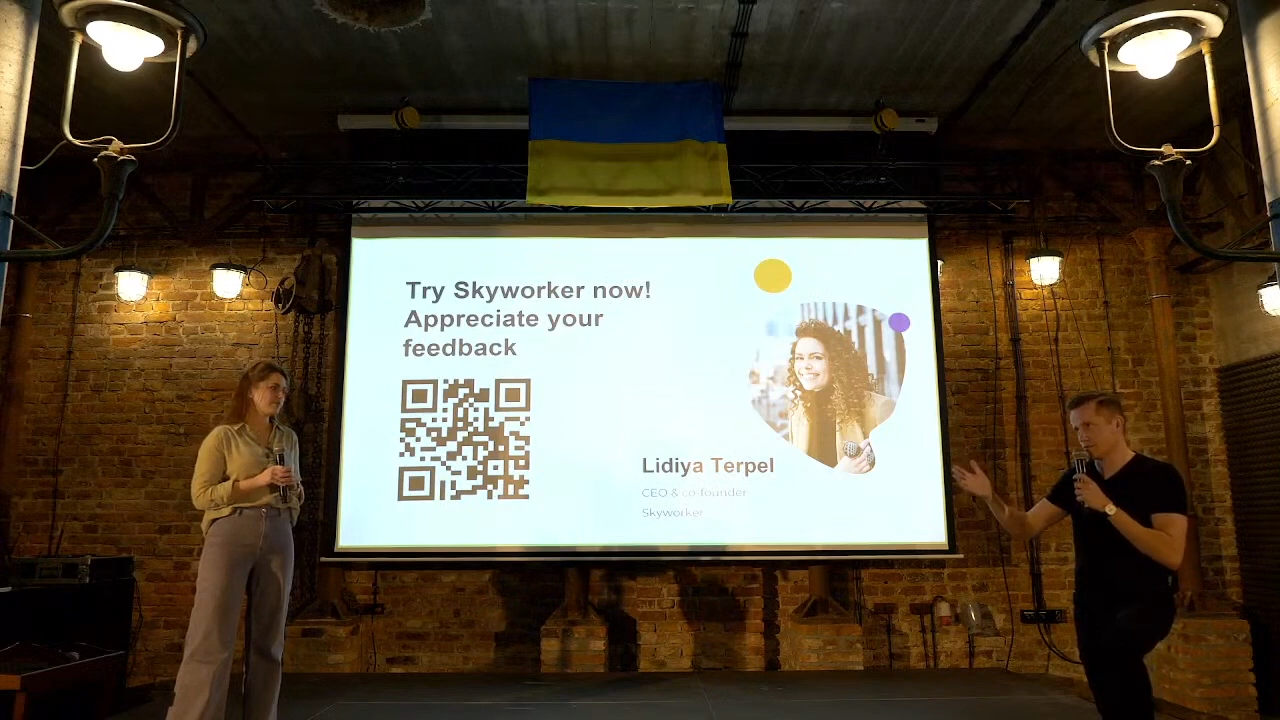 Try Skyworker now!
Appreciate your
feedback
Lidiya Terpel
CEO & co-founder
Skyworker